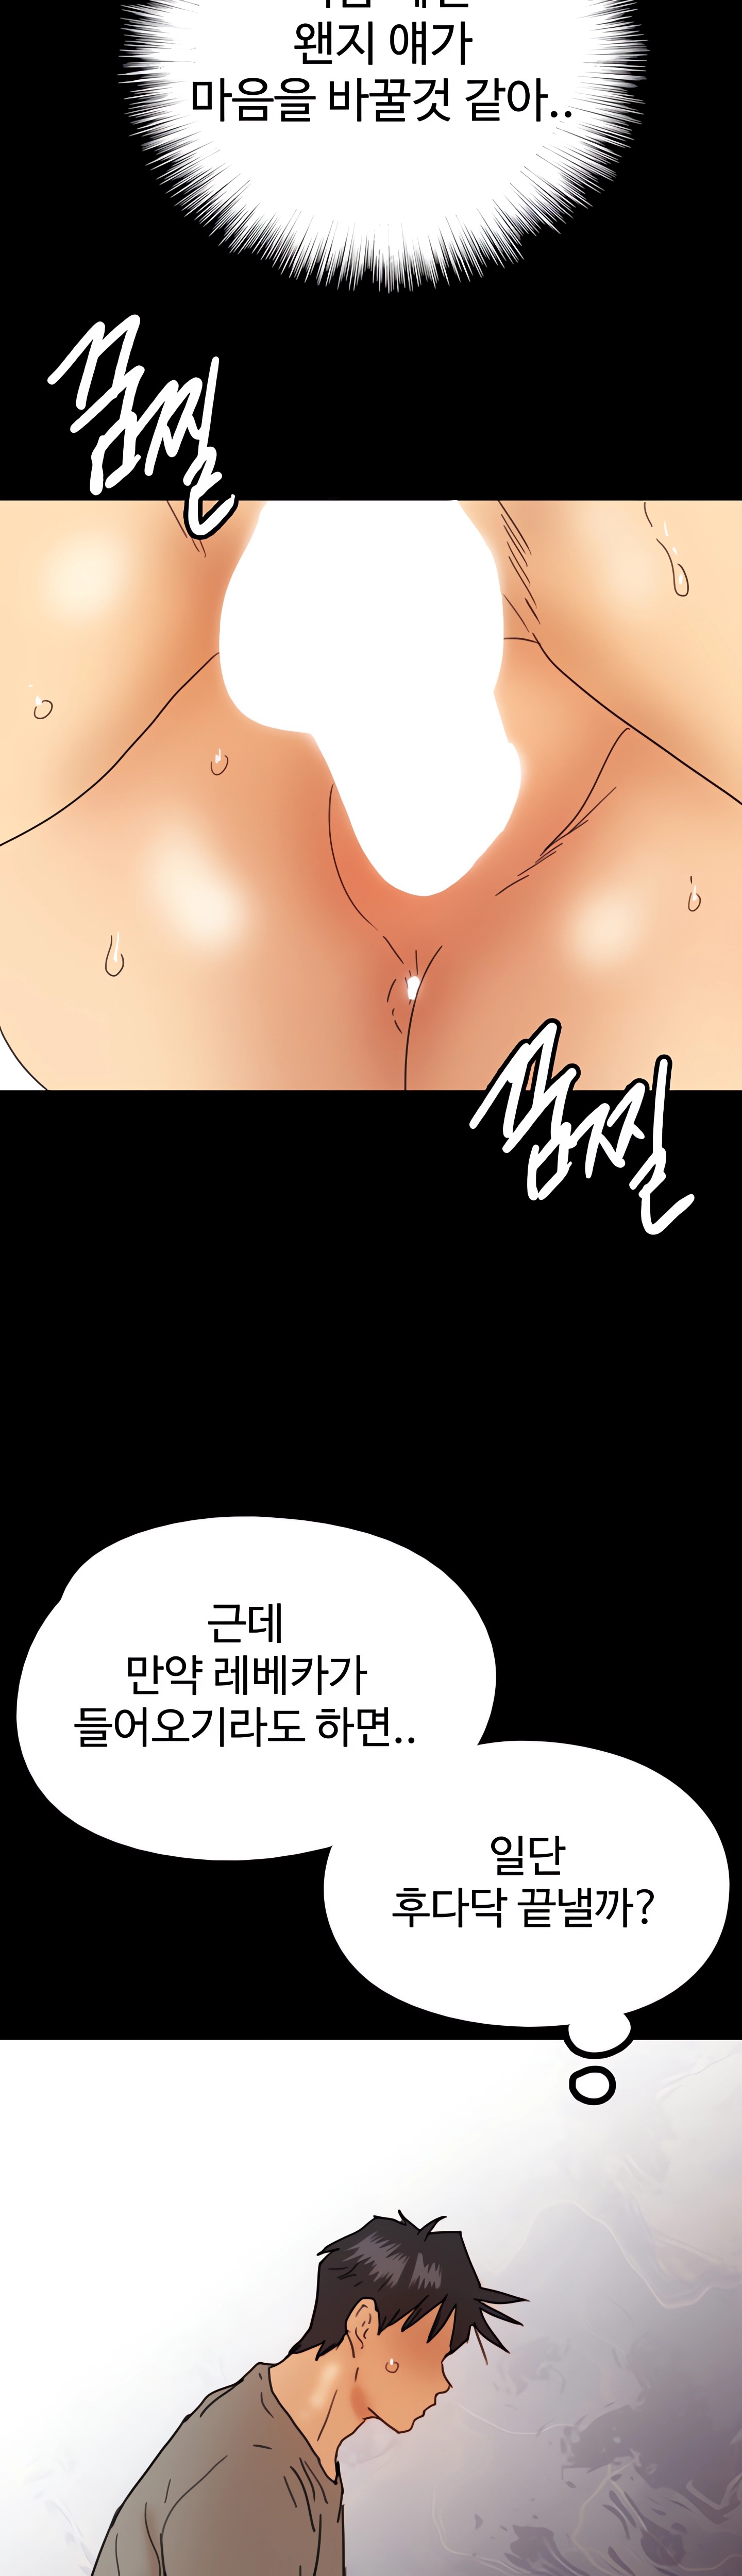 왠지 얘가
마음을 바꿀것 같아..
끔찔
끔찔
근데
만약 레베카가
들어오기라도 하면..
일단
후다닥 끝낼까?